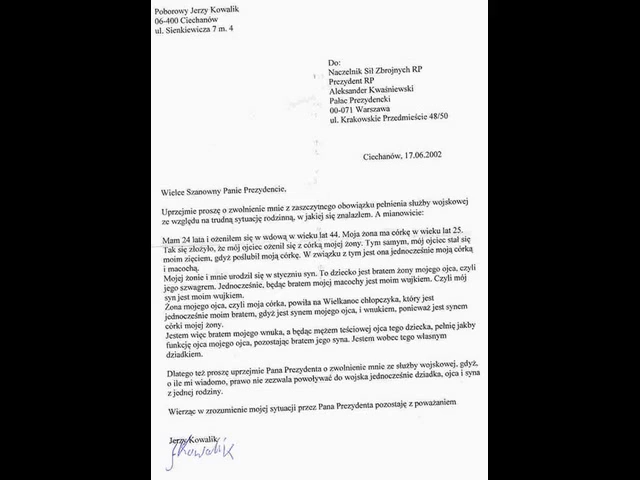 Poborowy Jerzy Kowalik
06-400 Ciechanów
ul. Sienkiewicza 7 m. 4
Do:
Naczelnik Sił Zbrojnych RP
Prezydent RP
Aleksander Kwaśniewski
Pałac Prezydencki
00-071 Warszawa
ul. Krakowskie Przedmieście 48/50
Ciechanów, 17.06.2002
Wielce Szanowny Panie Prezydencie,
Uprzejmie proszę o zwolnienie mnie z zaszczytnego obowiązku pełnienia służby wojskowej
ze względu na trudną sytuację rodzinną, w jakiej się znalazłem. A mianowicie:
Mam 24 lata i ożeniłem się w wdową w wieku lat 44. Moja żona ma córkę w wieku lat 25.
Tak się złożyło, że mój ojciec ożenił się z córką mojej żony. Tym samym, mój ojciec stał się
moim zięciem, gdyż poślubił moją córkę. W związku z tym jest ona jednocześnie moją córką
i macochą.
Mojej żonie i mnie urodził się w styczniu syn. To dziecko jest bratem żony mojego ojca, czyli
jego szwagrem. Jednocześnie, będąc bratem mojej macochy jest moim wujkiem. Czyli mój
syn jest moim wujkiem.
Żona mojego ojca, czyli moja córka, powiła na Wielkanoc chłopczyka, który jest
jednocześnie moim bratem, gdyż jest synem mojego ojca, i wnukiem, ponieważ jest synem
córki mojej żony.
Jestem więc bratem mojego wnuka, a będąc mężem teściowej ojca tego dziecka, pełnię jakby
funkcję ojca mojego ojca, pozostając bratem jego syna. Jestem wobec tego własnym
dziadkiem.
Dlatego też proszę uprzejmie Pana Prezydenta o zwolnienie mnie ze służby wojskowej, gdyż,
o ile mi wiadomo, prawo nie zezwala powoływać do wojska jednocześnie dziadka, ojca i syna
z jednej rodziny.
Wierząc w zrozumienie mojej sytuacji przez Pana Prezydenta pozostaję z poważaniem
Jerzy Kowalik
JKowalik